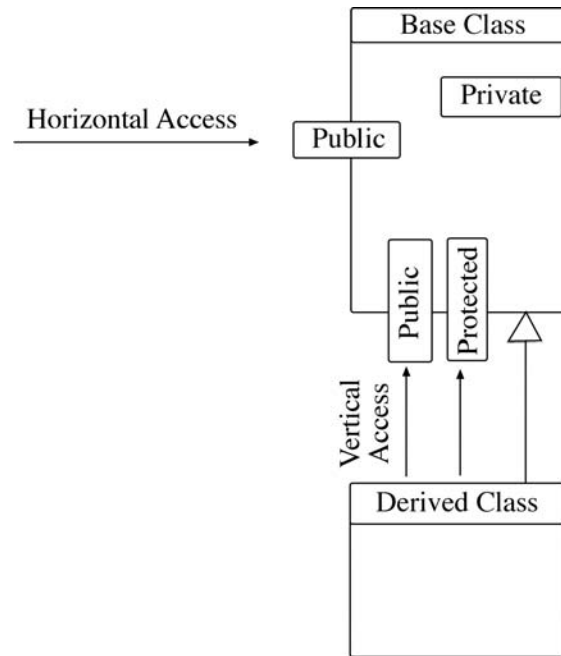 Base Class
Private
Horizontal Access
Public
Public
Protected
Vertical
Access
Derived Class